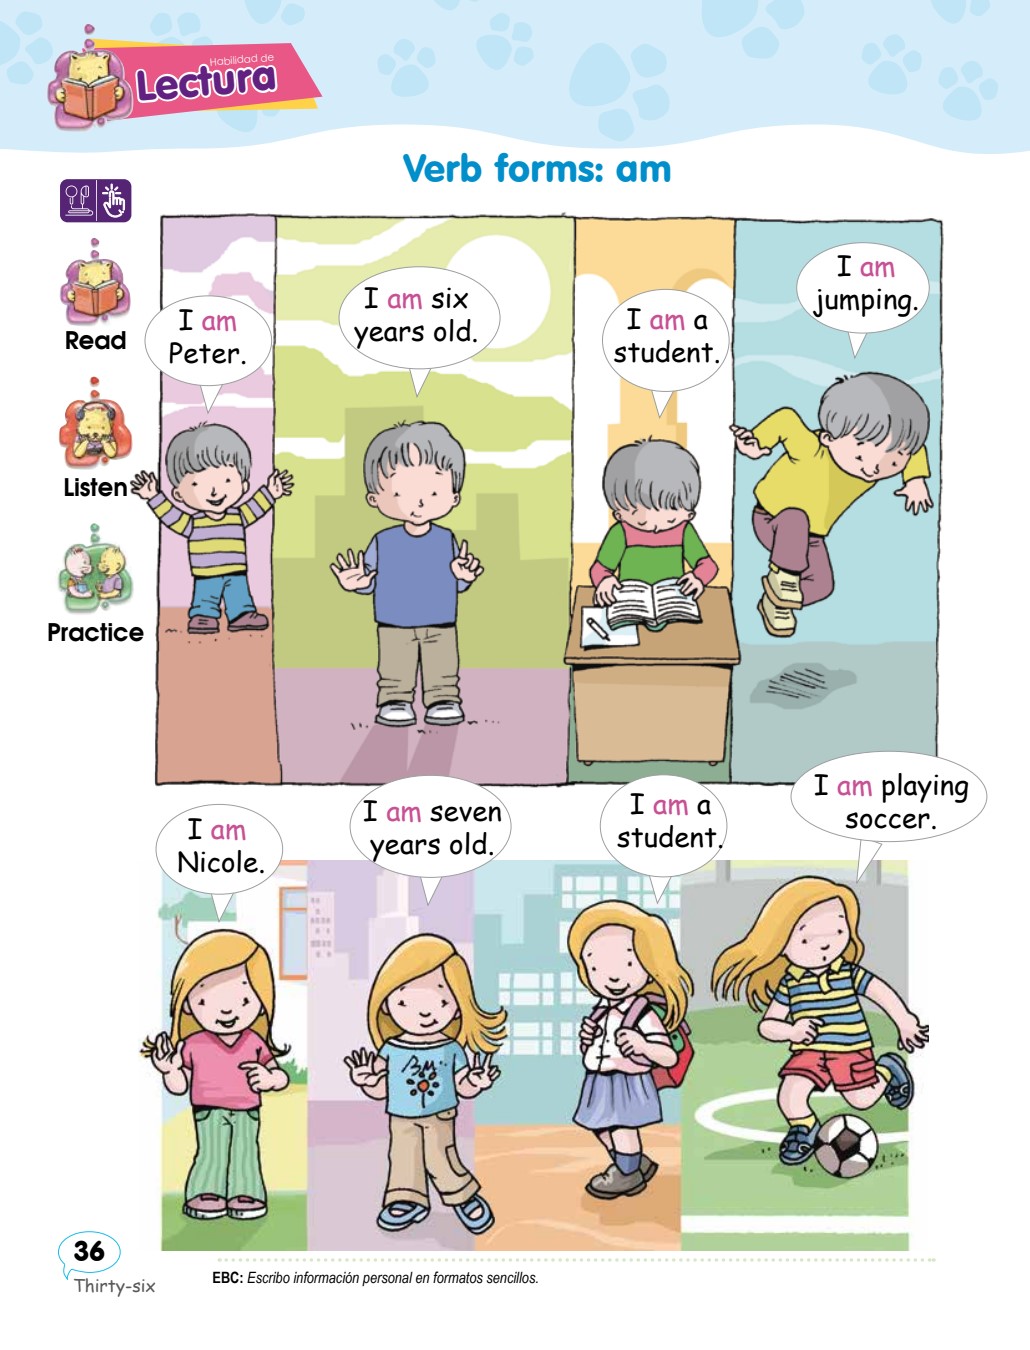 Habilidad de
Lectura
Verb forms: am
Read
Listen
Practice
I am
Peter.
I am six
years old.
I am a
student.
I am
jumping.
I am
Nicole.
I am seven
years old.
I am a
student.
I am playing
soccer.
36
Thirty-six
EBC: Escribo información personal en formatos sencillos.